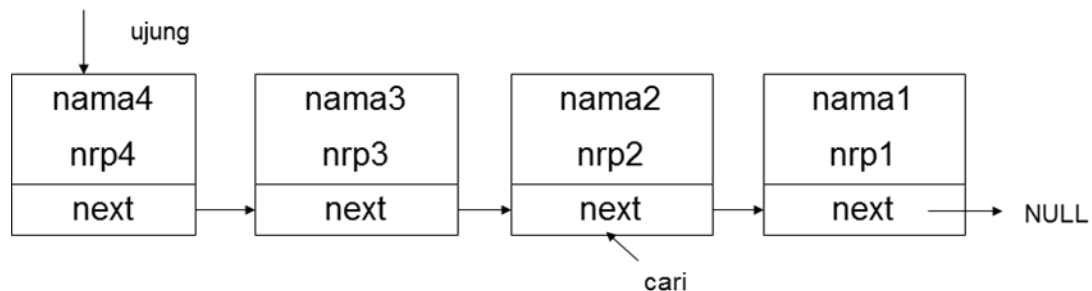 ujung
nama4 nama3 nama2 nama1
nrp4 nrp3 nrp2 nrp1
next next next next NULL
cari